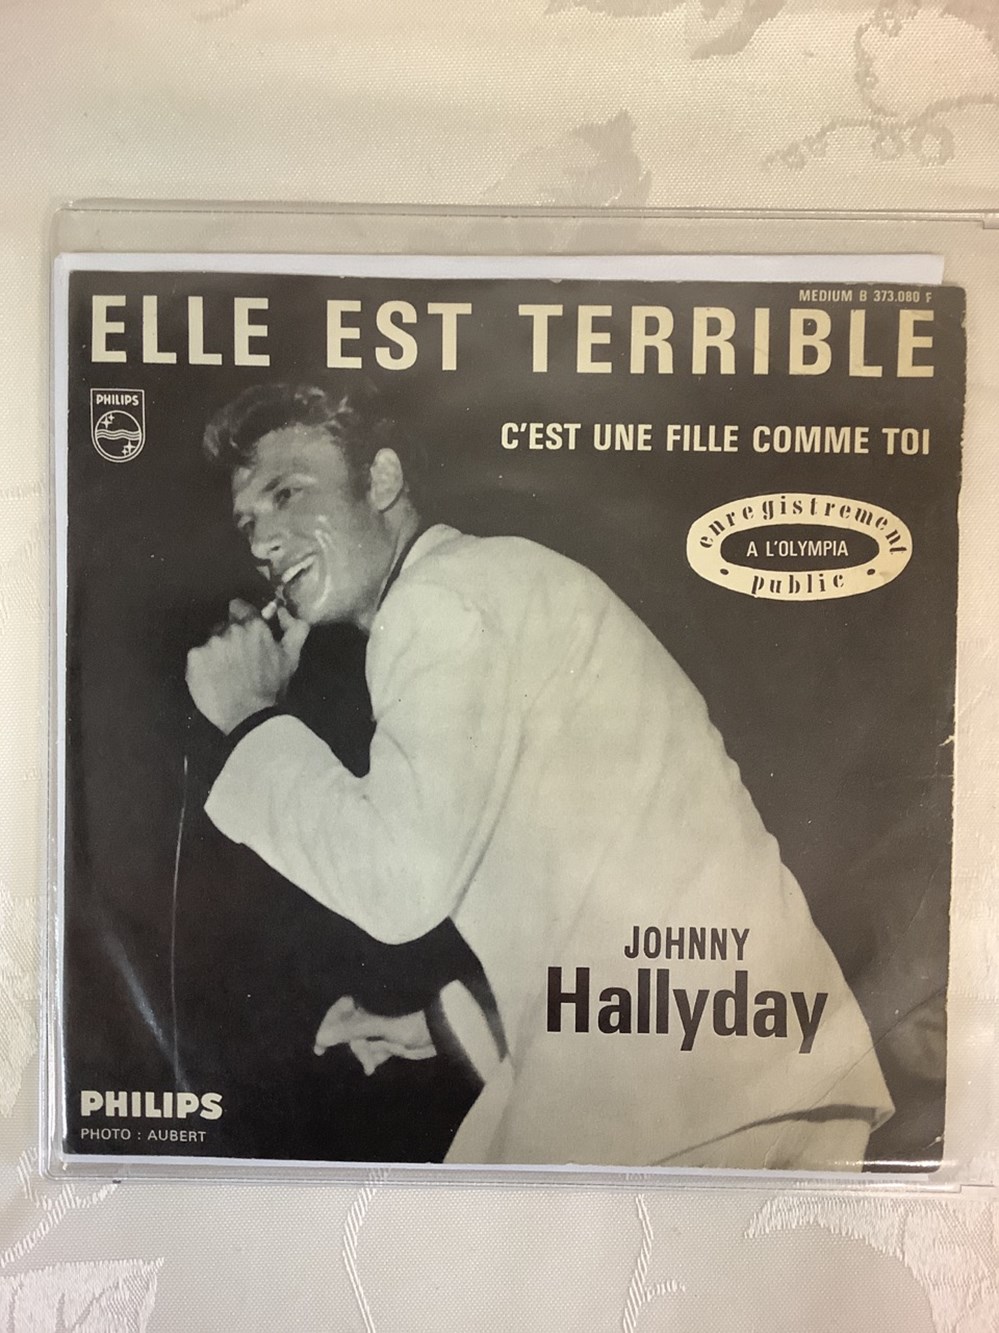 MEDIUM B 373.080 F
ELLE EST TERRIBLE
PHILIPS
C'EST UNE FILLE COMME TOI
enregistrement
A L'OLYMPIA
• public •
JOHNNY
Hallyday
PHILIPS
PHOTO : AUBERT